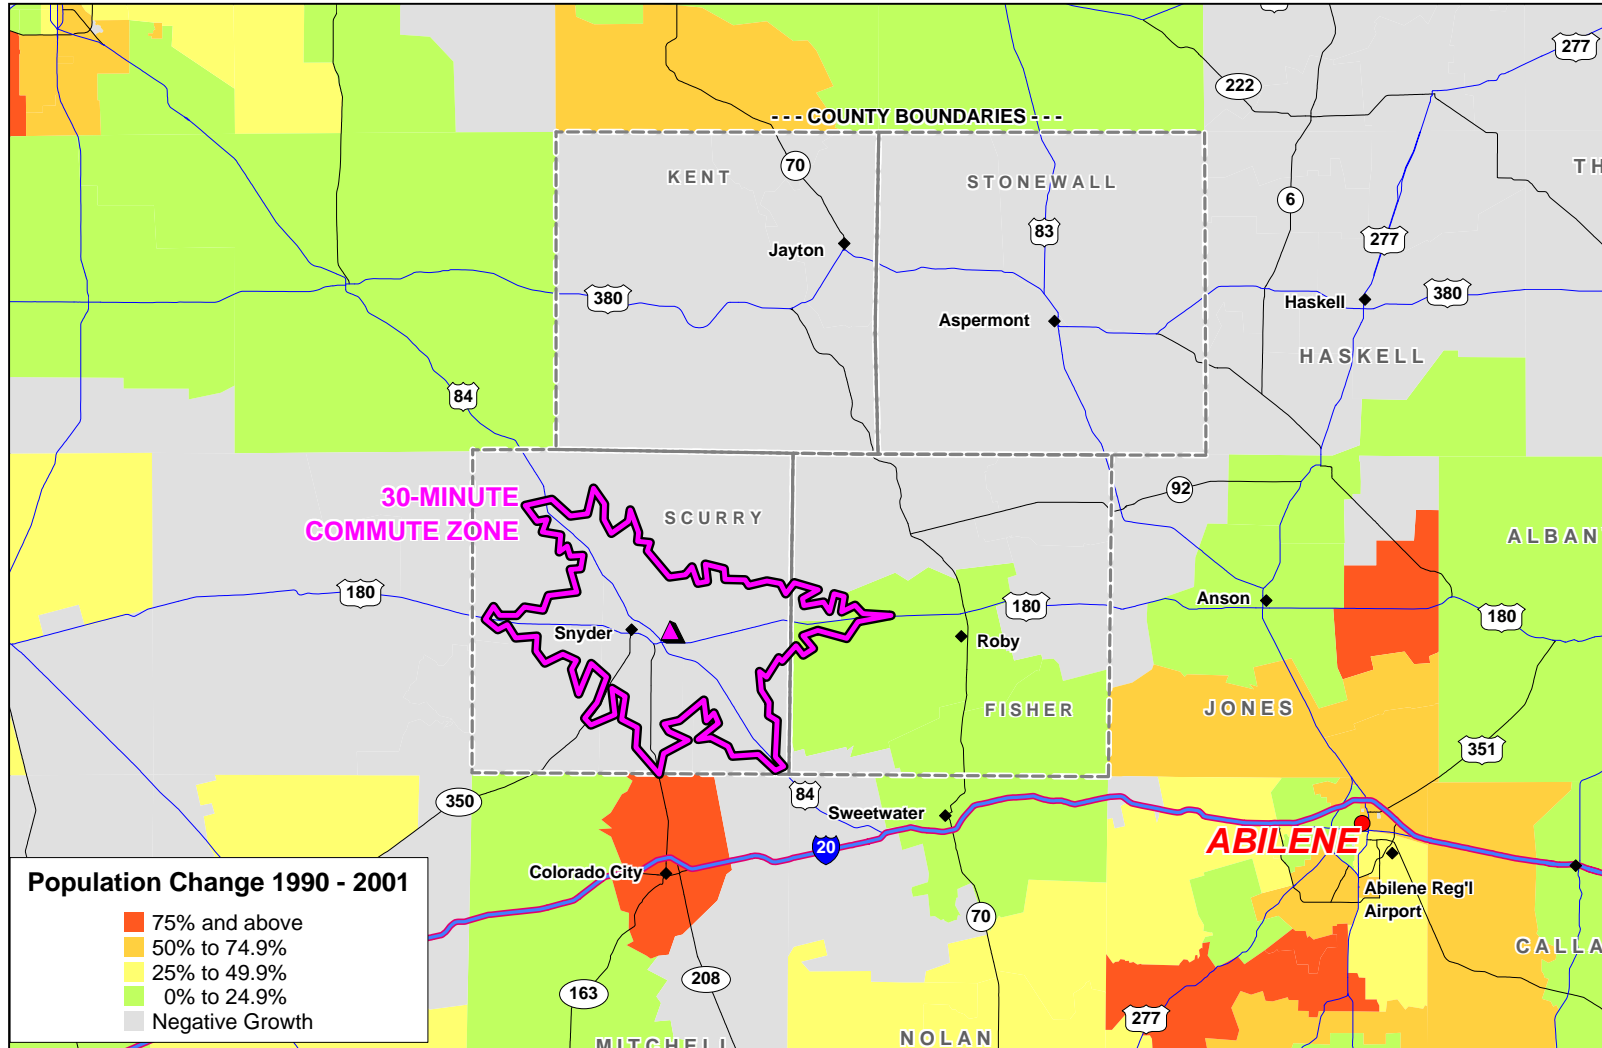 277
222
- - - COUNTY BOUNDARIES - - -
70
KENT
STONEWALL
TH
6
83
277
Jayton
380
Haskell
380
Aspermont
HASKELL
84
30-MINUTE
COMMUTE ZONE
SCURRY
92
ALBAN
180
180
Anson
180
Snyder
Roby
FISHER
JONES
351
350
84
Sweetwater
ABILENE
20
Colorado City
Abilene Reg'l
Airport
70
CALLA
208
163
277
NOLAN
MITCHELL
Population Change 1990 - 2001
75% and above
50% to 74.9%
25% to 49.9%
0% to 24.9%
Negative Growth